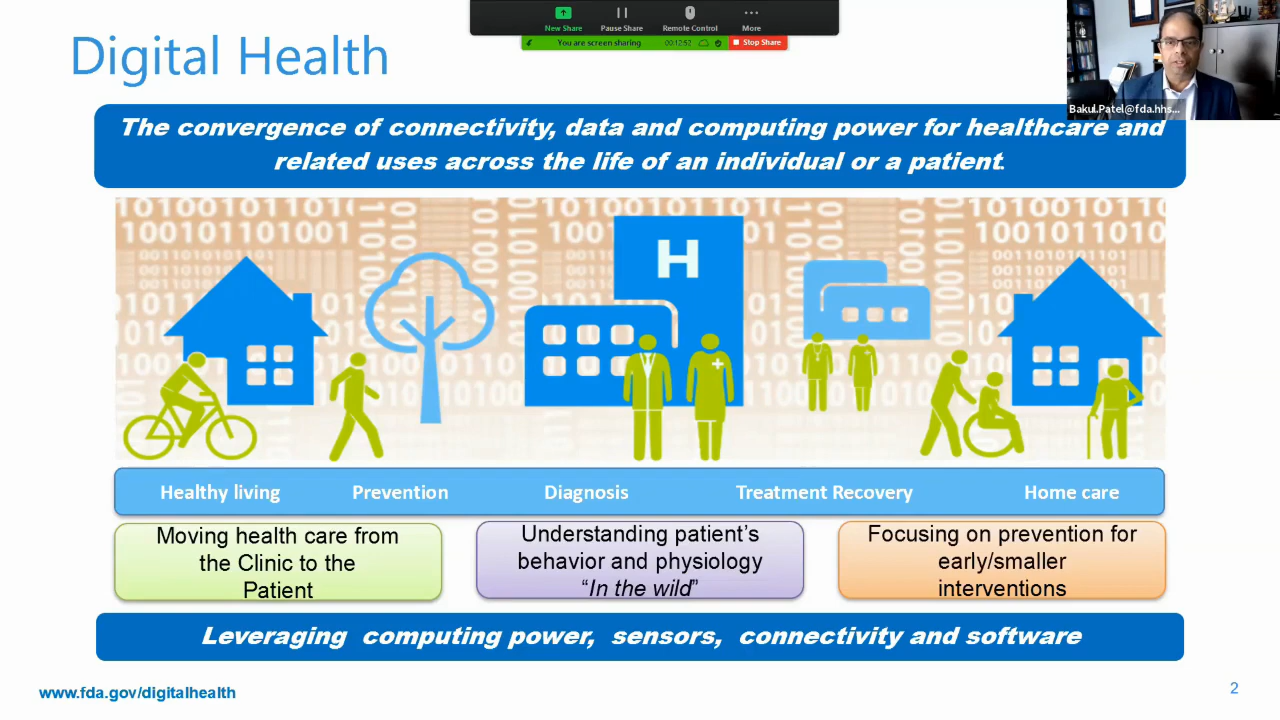 New Share
Pause Share
Remote Control
More
You are screen sharing
00:12:52
Stop Share
Digital Health
Bakul.Patel@fda.hhs...
The convergence of connectivity, data and computing power for healthcare and
related uses across the life of an individual or a patient.
H
Healthy living
Prevention
Diagnosis
Treatment Recovery
Home care
Moving health care from
the Clinic to the
Patient
Understanding patient’s
behavior and physiology
“In the wild”
Focusing on prevention for
early/smaller
interventions
Leveraging computing power, sensors, connectivity and software
www.fda.gov/digitalhealth
2